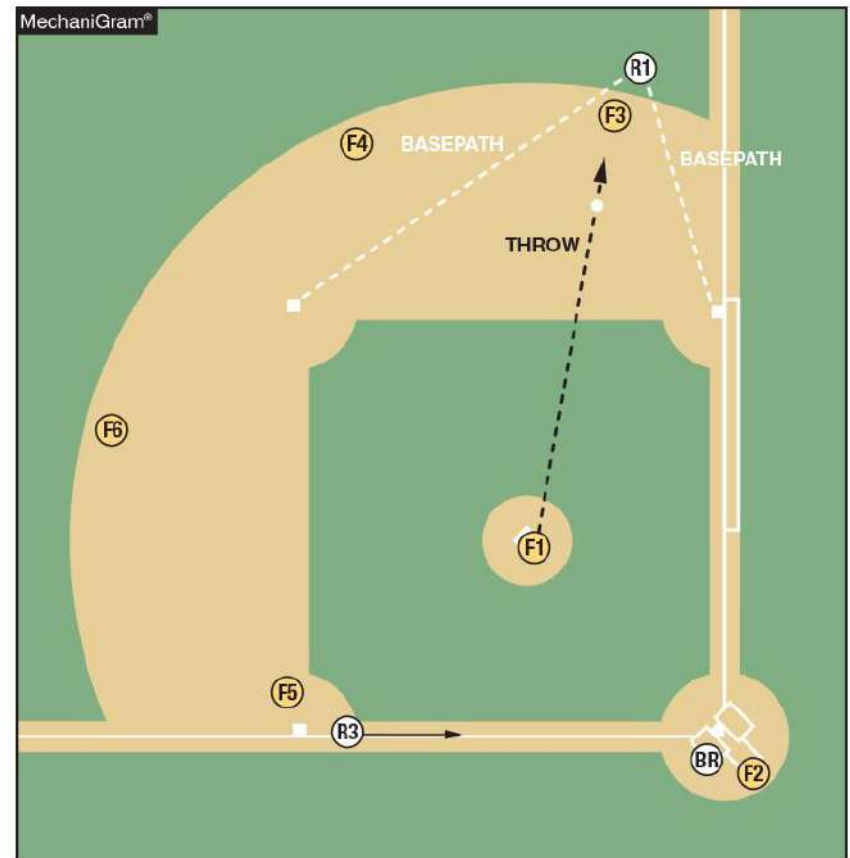 MechaniGram®
R1
F3
F4
BASEPATH
BASEPATH
THROW
F6
F1
F5
R3
BR
F2